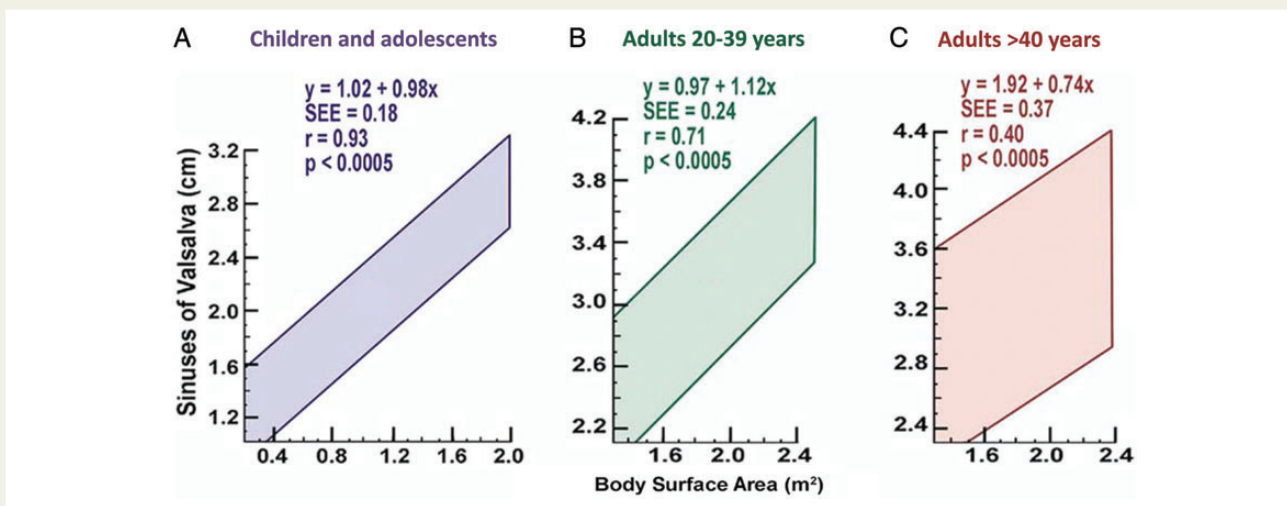 A Children and adolescents
y = 1.02 + 0.98x
SEE = 0.18
r = 0.93
p < 0.0005
Sinuses of Valsalva (cm)
3.2
2.8
2.4
2.0
1.6
1.2
0.4 0.8 1.2 1.6 2.0
B Adults 20-39 years
y = 0.97 + 1.12x
SEE = 0.24
r = 0.71
p < 0.0005
4.2
3.8
3.4
3.0
2.6
2.2
1.6 2.0 2.4
C Adults >40 years
y = 1.92 + 0.74x
SEE = 0.37
r = 0.40
p < 0.0005
4.4
4.0
3.6
3.2
2.8
2.4
1.6 2.0 2.4
Body Surface Area (m²)